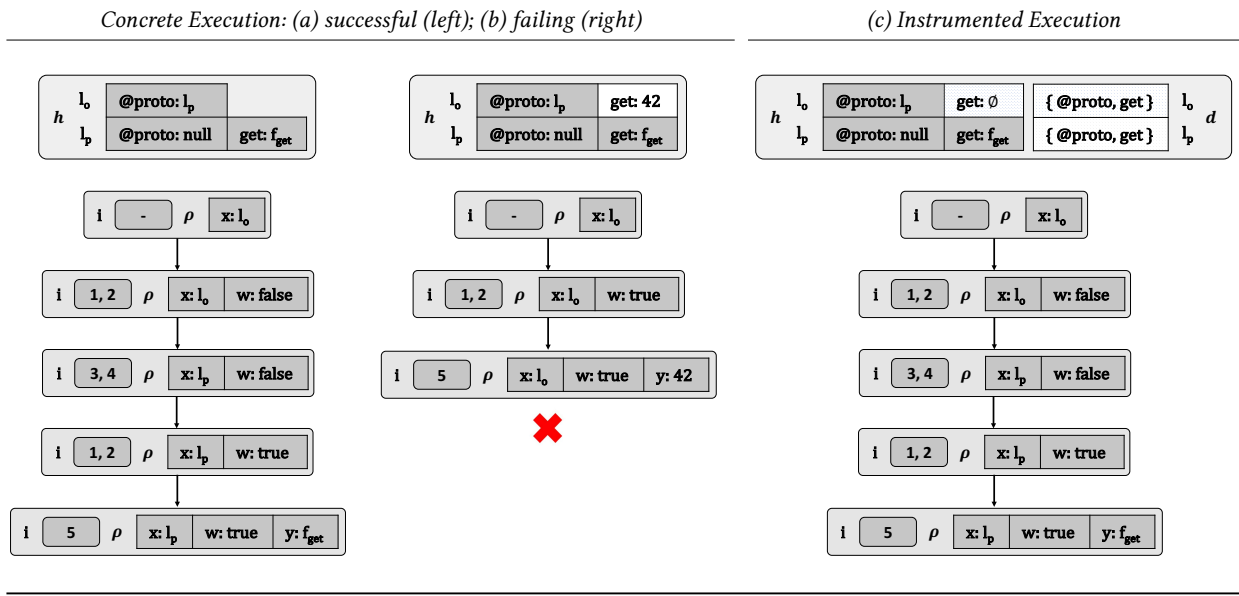 Concrete Execution: (a) successful (left); (b) failing (right)
(c) Instrumented Execution
h
l_o @proto: l_p
l_p @proto: null get: f_get
i - ρ x: l_o
i 1, 2 ρ x: l_o w: false
i 3, 4 ρ x: l_p w: false
i 1, 2 ρ x: l_p w: true
i 5 ρ x: l_p w: true y: f_get
h
l_o @proto: l_p get: 42
l_p @proto: null get: f_get
i - ρ x: l_o
i 1, 2 ρ x: l_o w: true
i 5 ρ x: l_o w: true y: 42
h
l_o @proto: l_p get: ∅ { @proto, get } l_o
l_p @proto: null get: f_get { @proto, get } l_p
d
i - ρ x: l_o
i 1, 2 ρ x: l_o w: false
i 3, 4 ρ x: l_p w: false
i 1, 2 ρ x: l_p w: true
i 5 ρ x: l_p w: true y: f_get